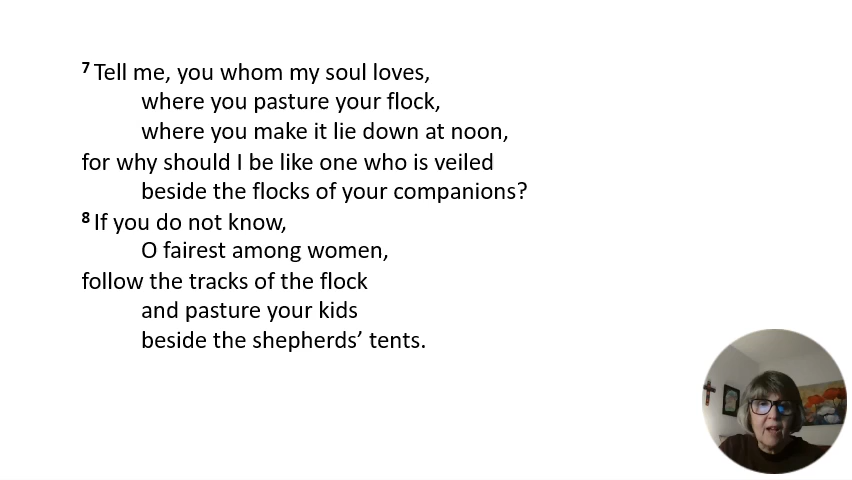 7 Tell me, you whom my soul loves,
where you pasture your flock,
where you make it lie down at noon,
for why should I be like one who is veiled
beside the flocks of your companions?
8 If you do not know,
O fairest among women,
follow the tracks of the flock
and pasture your kids
beside the shepherds’ tents.